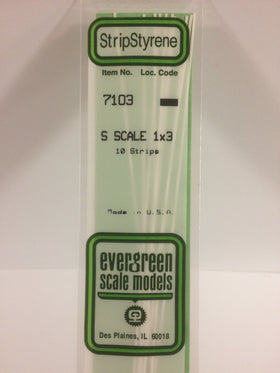 StripStyrene
Item No. Loc. Code
7103
S SCALE 1x3
10 Strips
Made in U.S.A.
evergreen
scale models
Des Plaines, IL 60018